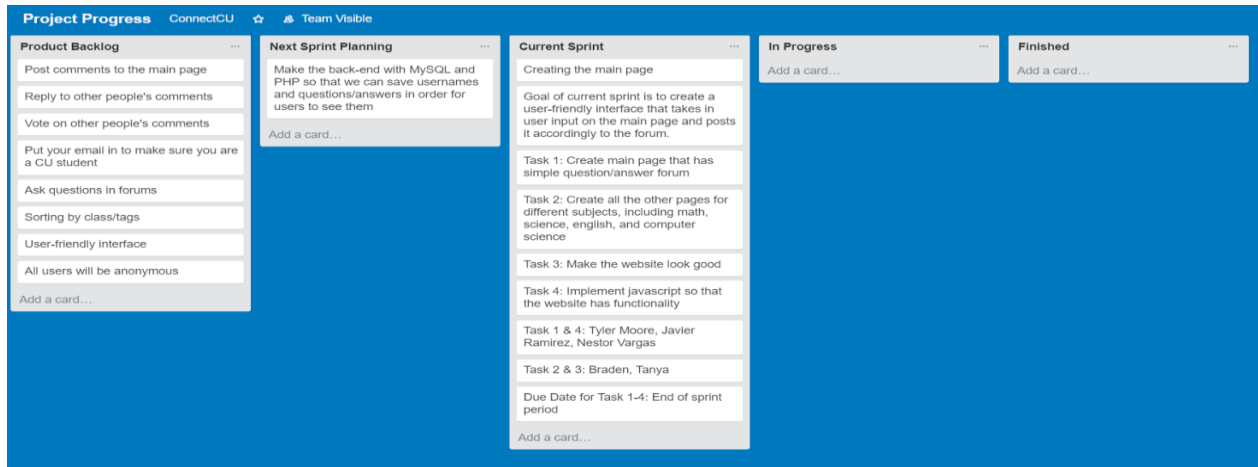 Project Progress ConnectCU Team Visible
Product Backlog ...
Post comments to the main page
Reply to other people's comments
Vote on other people's comments
Put your email in to make sure you are
a CU student
Ask questions in forums
Sorting by class/tags
User-friendly interface
All users will be anonymous
Add a card...
Next Sprint Planning ...
Make the back-end with MySQL and
PHP so that we can save usernames
and questions/answers in order for
users to see them
Add a card...
Current Sprint ...
Creating the main page
Goal of current sprint is to create a
user-friendly interface that takes in
user input on the main page and posts
it accordingly to the forum.
Task 1: Create main page that has
simple question/answer forum
Task 2: Create all the other pages for
different subjects, including math,
science, english, and computer
science
Task 3: Make the website look good
Task 4: Implement javascript so that
the website has functionality
Task 1 & 4: Tyler Moore, Javier
Ramirez, Nestor Vargas
Task 2 & 3: Braden, Tanya
Due Date for Task 1-4: End of sprint
period
Add a card...
In Progress ...
Add a card...
Finished ...
Add a card...